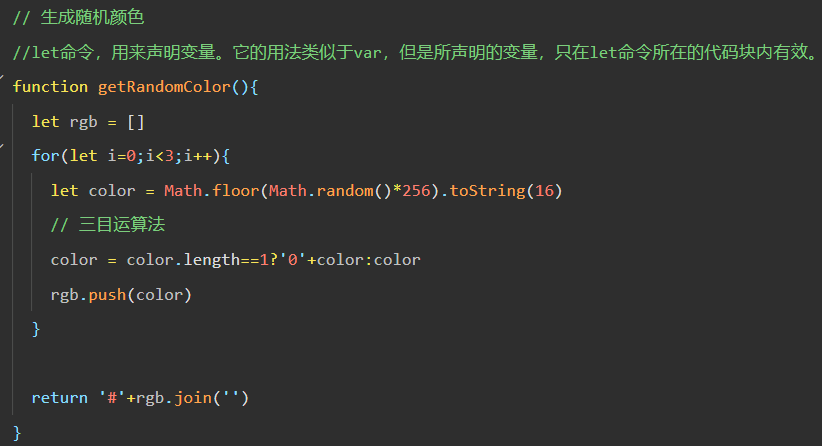 // 生成随机颜色
//let命令，用来声明变量。它的用法类似于var，但是所声明的变量，只在let命令所在的代码块内有效。
function getRandomColor(){
let rgb = []
for(let i=0;i<3;i++){
let color = Math.floor(Math.random()*256).toString(16)
// 三目运算法
color = color.length==1?'0'+color:color
rgb.push(color)
}
return '#'+rgb.join('')
}